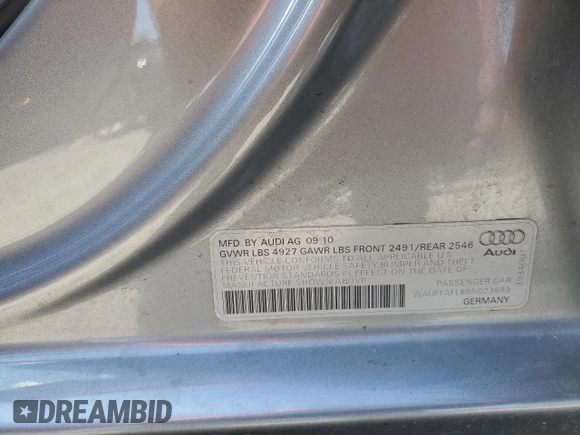 MFD. BY AUDI AG 09 10
GVWR LBS 4927 GAWR LBS FRONT 2491/REAR 2546
THIS VEHICLE CONFORMS TO ALL APPLICABLE U.S.
FEDERAL MOTOR VEHICLE SAFETY BUMPER AND THEFT
PREVENTION STANDARDS IN EFFECT ON THE DATE OF
MANUFACTURE SHOWN ABOVE
Audi
PASSENGER CAR
GERMANY
DREAMBID